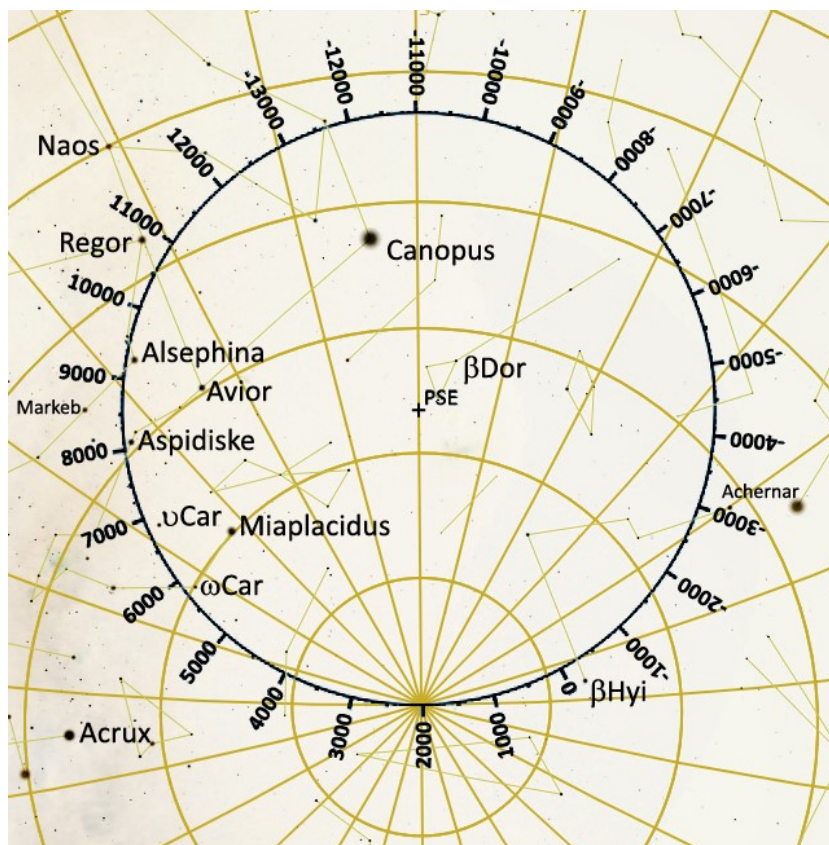 -12000
-11000
-10000
-13000
-9000
12000
-8000
Naos
11000
-7000
Regor
Canopus
10000
-6000
Alsephina
βDor
-5000
9000
Avior
PSE
Markeb
8000
Aspidiske
-4000
Achernar
-3000
7000
υCar
Miaplacidus
6000
ωCar
-2000
5000
-1000
4000
0
βHyi
3000
2000
1000
Acrux